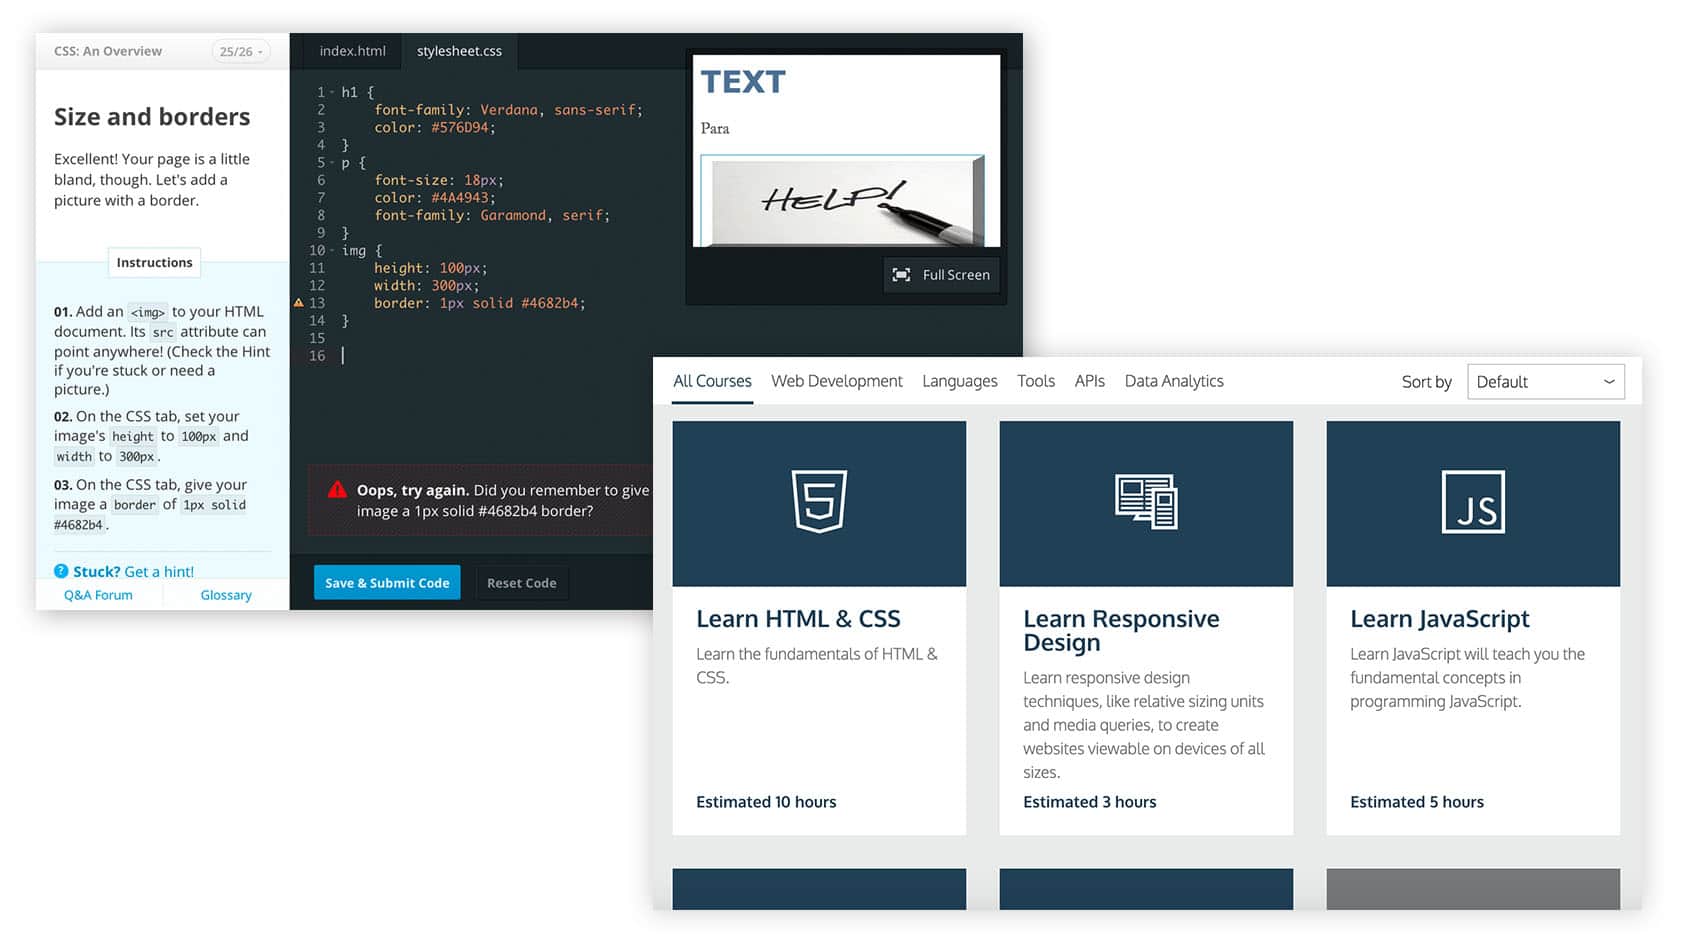 CSS: An Overview
25/26
Size and borders
Excellent! Your page is a little
bland, though. Let's add a
picture with a border.
Instructions
01. Add an <img> to your HTML
document. Its src attribute can
point anywhere! (Check the Hint
if you're stuck or need a
picture.)
02. On the CSS tab, set your
image's height to 100px and
width to 300px.
03. On the CSS tab, give your
image a border of 1px solid
#4682b4.
? Stuck? Get a hint!
Q&A Forum
Glossary
index.html
stylesheet.css
1 h1 {
2 font-family: Verdana, sans-serif;
3 color: #576D94;
4 }
5 p {
6 font-size: 18px;
7 color: #4A4943;
8 font-family: Garamond, serif;
9 }
10 img {
11 height: 100px;
12 width: 300px;
13 border: 1px solid #4682b4;
14 }
15
16
TEXT
Para
HELP!
Full Screen
Oops, try again. Did you remember to give
image a 1px solid #4682b4 border?
Save & Submit Code
Reset Code
All Courses
Web Development
Languages
Tools
APIs
Data Analytics
Sort by
Default
5
JS
Learn HTML & CSS
Learn the fundamentals of HTML &
CSS.
Estimated 10 hours
Learn Responsive
Design
Learn responsive design
techniques, like relative sizing units
and media queries, to create
websites viewable on devices of all
sizes.
Estimated 3 hours
Learn JavaScript
Learn JavaScript will teach you the
fundamental concepts in
programming JavaScript.
Estimated 5 hours